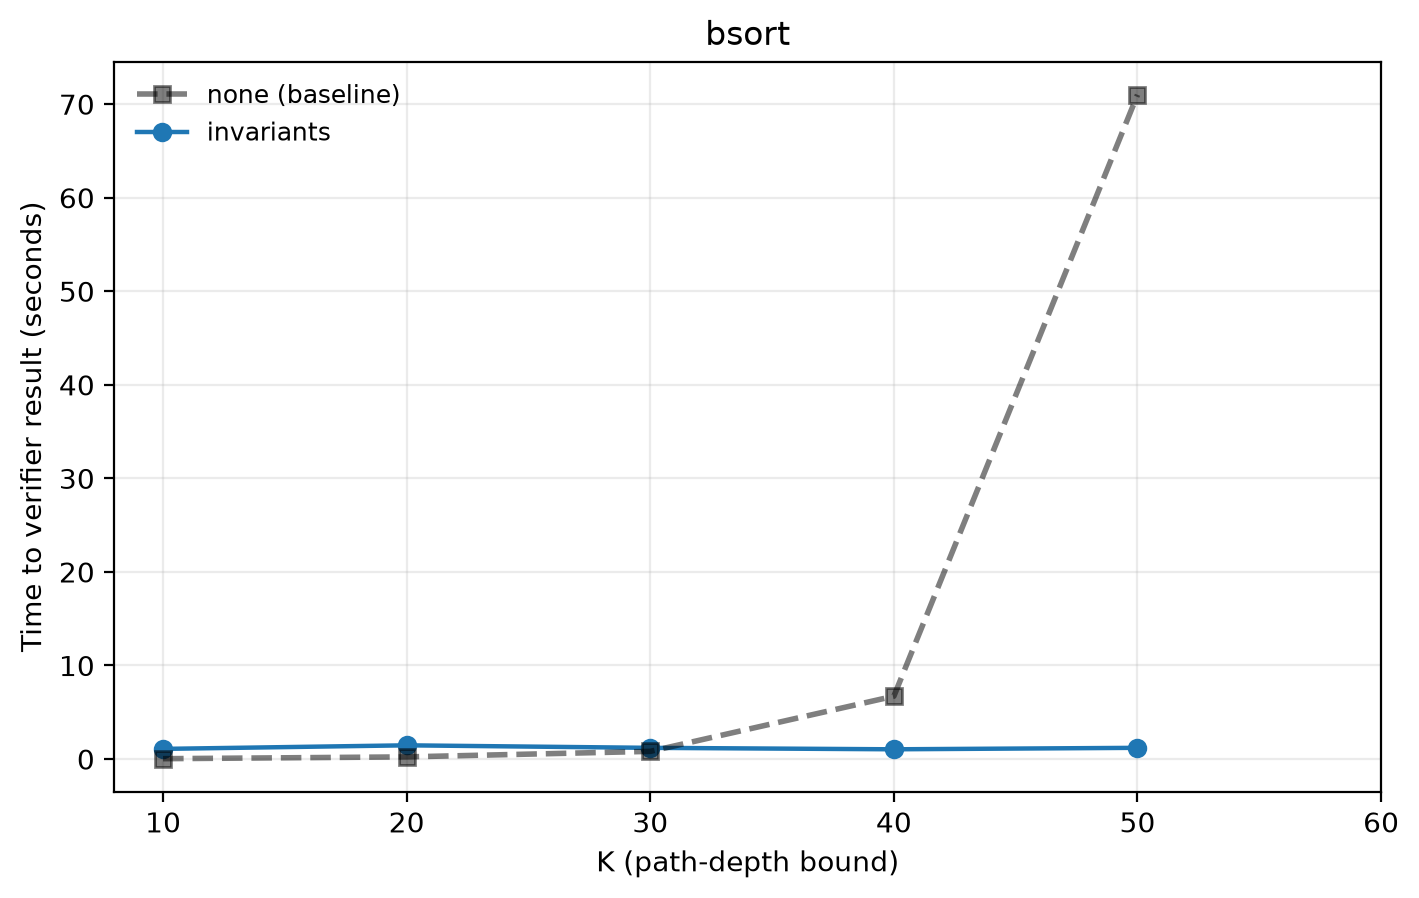 bsort
none (baseline)
invariants
Time to verifier result (seconds)
70
60
50
40
30
20
10
0
10 20 30 40 50 60
K (path-depth bound)